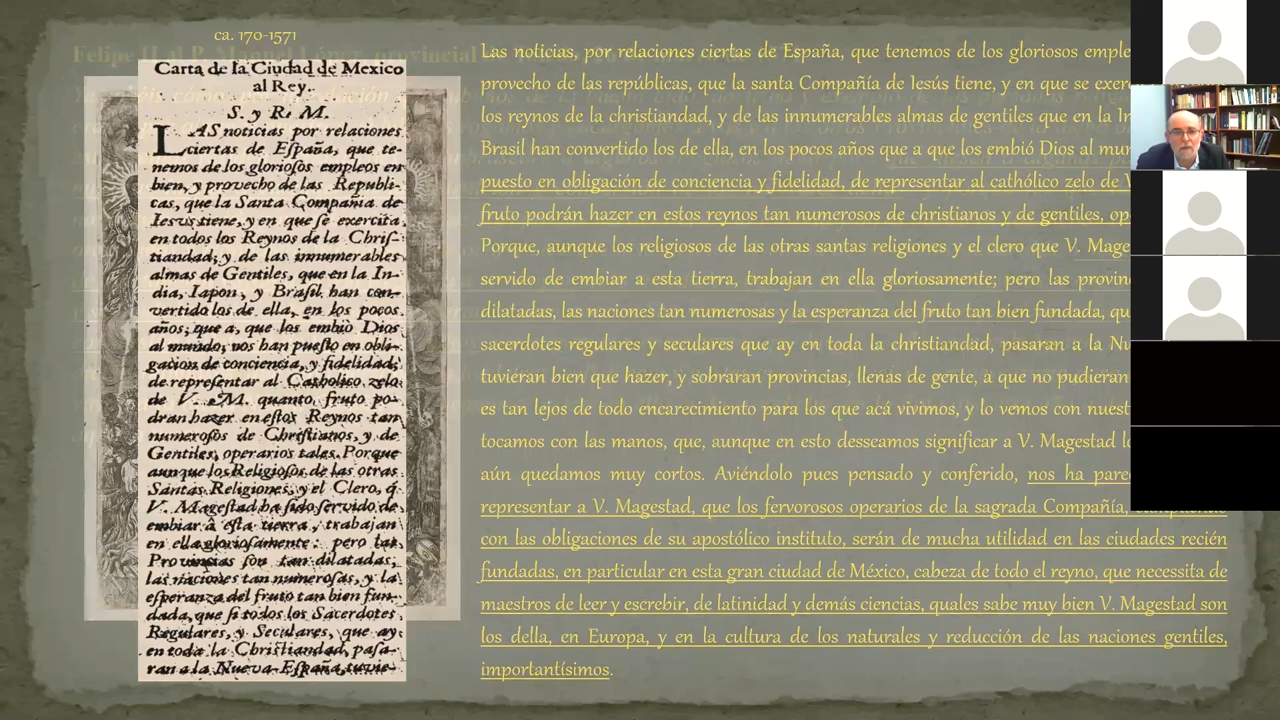 ca. 170-1571
Felipe II al P. Manuel López, provincial
Carta de la Ciudad de Mexico
al Rey.
S. y R. M.
LAS noticias por relaciones
ciertas de Eſpaña, que te-
nemos de los glorioſos empleos en
bien, y provecho de las Republi-
cas, que la Santa Compañia de
Iesvs tiene, y en que ſe exercita
en todos los Reynos de la Chriſ-
tiandad; y de las innumerables
almas de Gentiles, que en la In-
dia, Iapon, y Braſil han con-
vertido los de ella, en los pocos
años, que a, que los embiò Dios
al mundo, nos han pueſto en obli-
gacion de conciencia, y fidelidad,
de repreſentar al Catholico zelo
de V. M. quanto fruto po-
dran hazer en eſtos Reynos tan
numeroſos de Chriſtianos, y de
Gentiles, operarios tales. Porque
aunque los Religioſos de las otras
Santas Religiones, y el Clero, q̃
V. Mageſtad ha ſido ſervido de
embiar â eſta tierra, trabajan
en ella glorioſamente: pero las
Provincias ſon tan dilatadas,
las naciones tan numeroſas, y la
eſperança del fruto tan bien fun-
dada, que ſi todos los Sacerdotes
Regulares, y Seculares, que ay
en toda la Chriſtiandad, paſa-
ran a la Nueva-Eſpaña, tuvie-
Las noticias, por relaciones ciertas de España, que tenemos de los gloriosos emple
provecho de las repúblicas, que la santa Compañía de Iesús tiene, y en que se exer
los reynos de la christiandad, y de las innumerables almas de gentiles que en la In
Brasil han convertido los de ella, en los pocos años que a que los embió Dios al mun
puesto en obligación de conciencia y fidelidad, de representar al cathólico zelo de V
fruto podrán hazer en estos reynos tan numerosos de christianos y de gentiles, op
Porque, aunque los religiosos de las otras santas religiones y el clero que V. Mage
servido de embiar a esta tierra, trabajan en ella gloriosamente; pero las provin
dilatadas, las naciones tan numerosas y la esperanza del fruto tan bien fundada, qu
sacerdotes regulares y seculares que ay en toda la christiandad, pasaran a la Nu
tuvieran bien que hazer, y sobraran provincias, llenas de gente, a que no pudieran
es tan lejos de todo encarecimiento para los que acá vivimos, y lo vemos con nuest
tocamos con las manos, que, aunque en esto desseamos significar a V. Magestad lo
aún quedamos muy cortos. Aviéndolo pues pensado y conferido, nos ha pare
representar a V. Magestad, que los fervorosos operarios de la sagrada Compañía,
con las obligaciones de su apostólico instituto, serán de mucha utilidad en las ciudades recién
fundadas, en particular en esta gran ciudad de México, cabeza de todo el reyno, que necessita de
maestros de leer y escrebir, de latinidad y demás ciencias, quales sabe muy bien V. Magestad son
los della, en Europa, y en la cultura de los naturales y reducción de las naciones gentiles,
importantísimos.